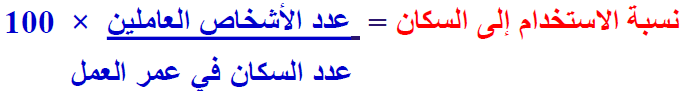 نسبة الاستخدام إلى السكان = عدد الأشخاص العاملين × 100
عدد السكان في عمر العمل